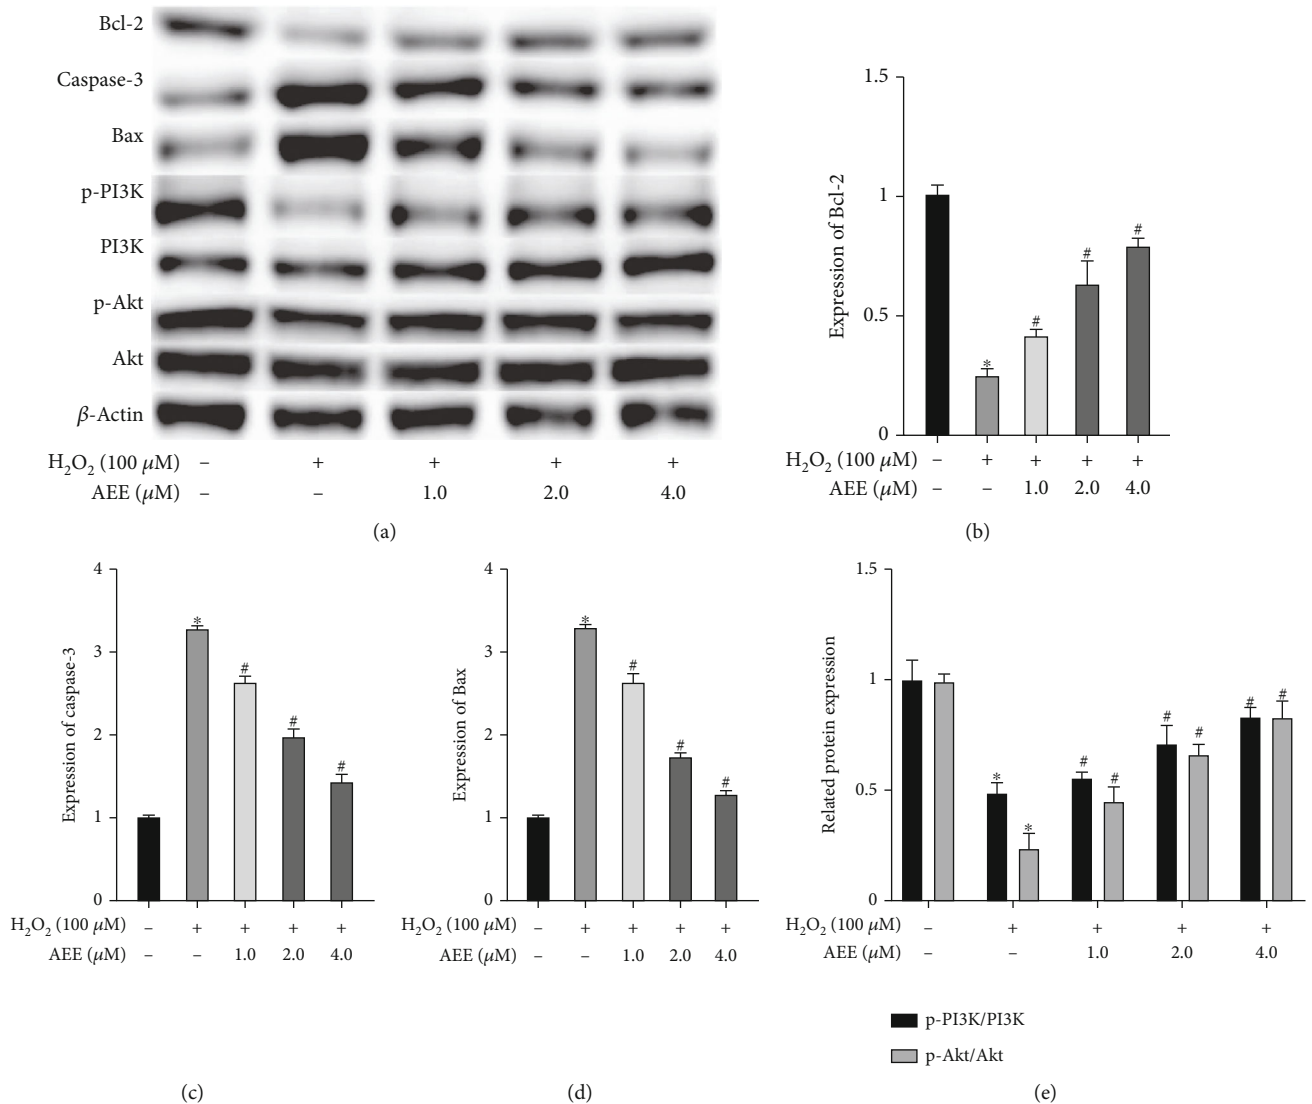 Bcl-2
Caspase-3
Bax
p-PI3K
PI3K
p-Akt
Akt
β-Actin
H₂O₂ (100 μM) – + + + +
AEE (μM) – – 1.0 2.0 4.0
(a)
1.5
1
0.5
0
Expression of Bcl-2
*
#
#
#
H₂O₂ (100 μM) – + + + +
AEE (μM) – – 1.0 2.0 4.0
(b)
4
3
2
1
0
Expression of caspase-3
*
#
#
#
H₂O₂ (100 μM) – + + + +
AEE (μM) – – 1.0 2.0 4.0
(c)
4
3
2
1
0
Expression of Bax
*
#
#
#
H₂O₂ (100 μM) – + + + +
AEE (μM) – – 1.0 2.0 4.0
(d)
1.5
1
0.5
0
Related protein expression
*
*
#
#
#
#
#
#
H₂O₂ (100 μM) – + + + +
AEE (μM) – – 1.0 2.0 4.0
p-PI3K/PI3K
p-Akt/Akt
(e)